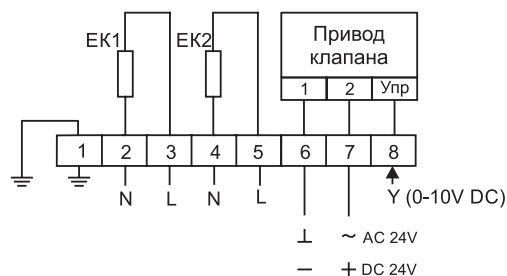 Привод
клапана
ЕК1
ЕК2
1 2 Упр
1 2 3 4 5 6 7 8
N L N L
Y (0-10V DC)
⊥ ~ AC 24V
− + DC 24V